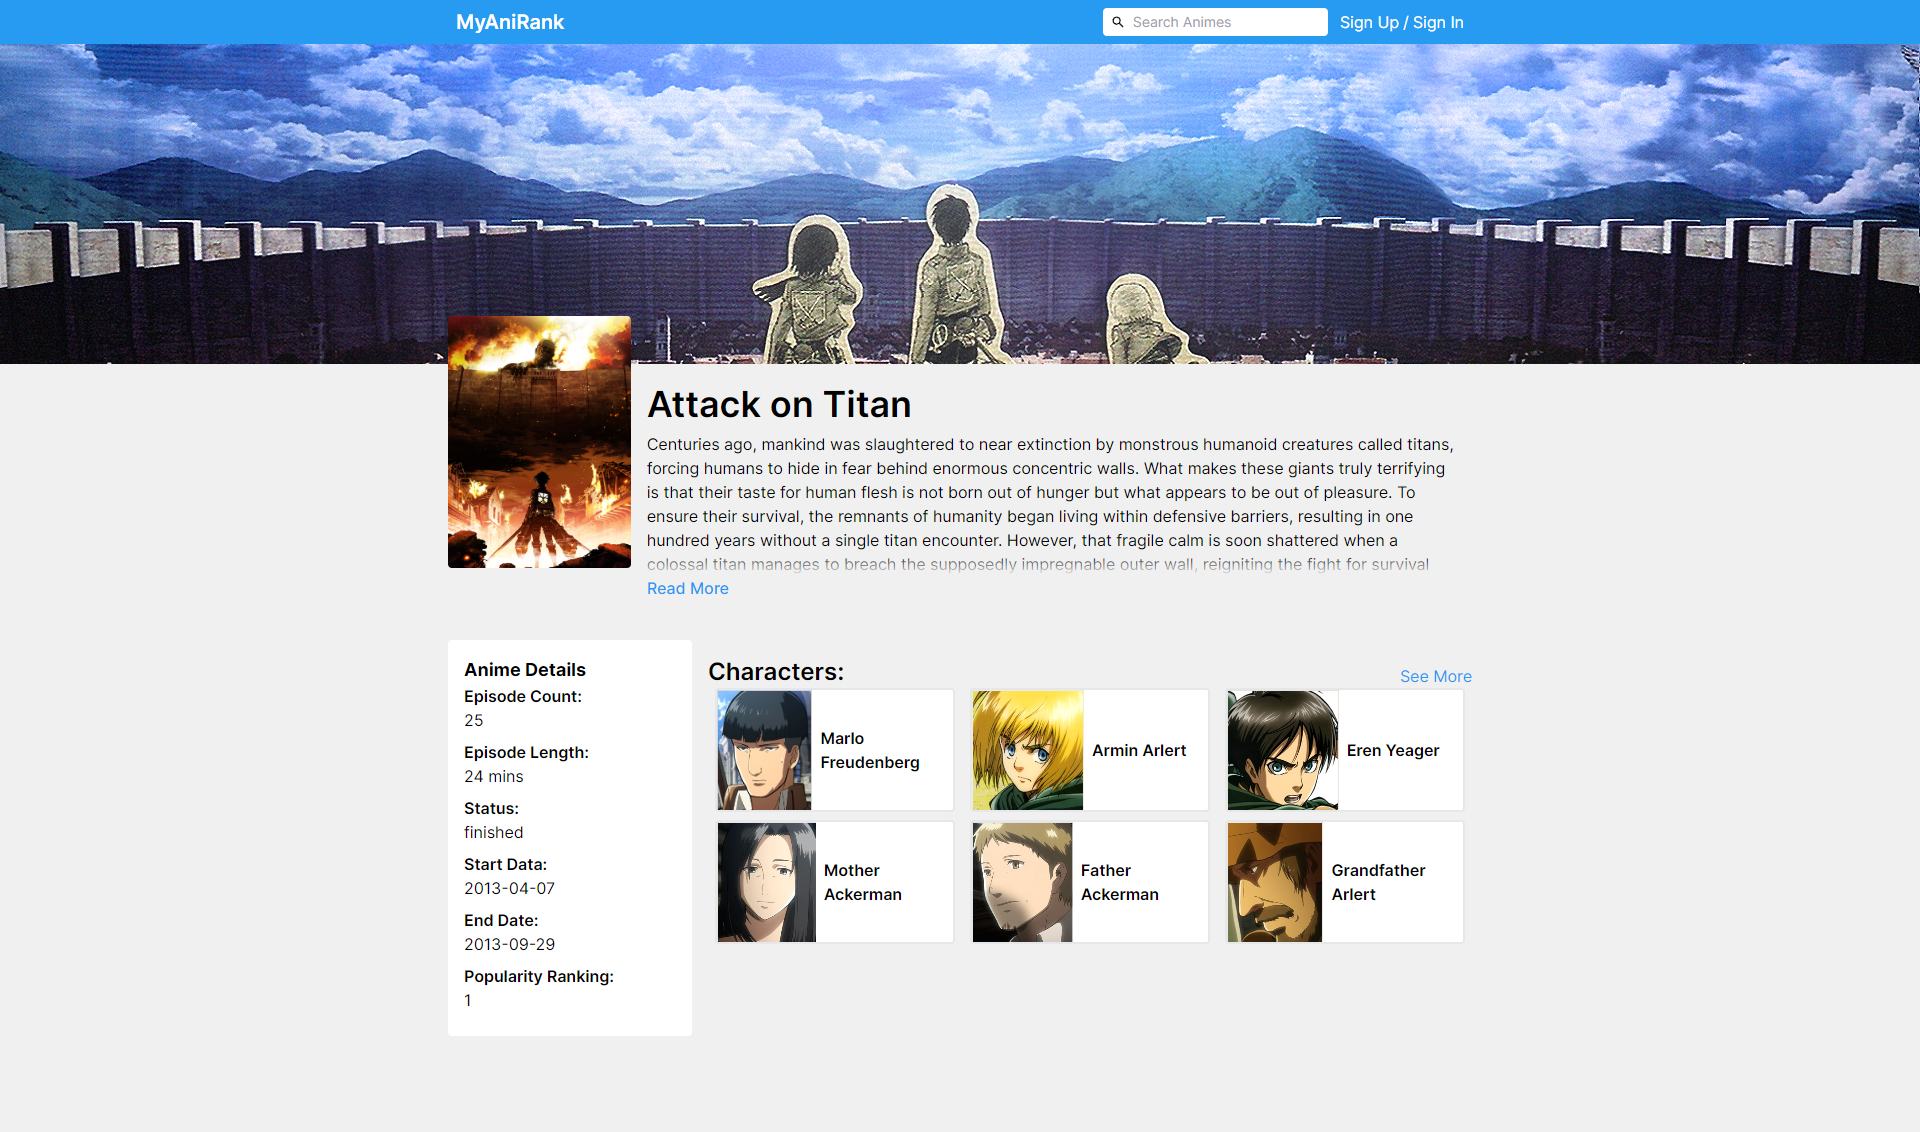 MyAniRank
Search Animes
Sign Up / Sign In
Attack on Titan
Centuries ago, mankind was slaughtered to near extinction by monstrous humanoid creatures called titans,
forcing humans to hide in fear behind enormous concentric walls. What makes these giants truly terrifying
is that their taste for human flesh is not born out of hunger but what appears to be out of pleasure. To
ensure their survival, the remnants of humanity began living within defensive barriers, resulting in one
hundred years without a single titan encounter. However, that fragile calm is soon shattered when a
colossal titan manages to breach the supposedly impregnable outer wall, reigniting the fight for survival
Read More
Anime Details
Episode Count:
25
Episode Length:
24 mins
Status:
finished
Start Data:
2013-04-07
End Date:
2013-09-29
Popularity Ranking:
1
Characters:
See More
Marlo
Freudenberg
Armin Arlert
Eren Yeager
Mother
Ackerman
Father
Ackerman
Grandfather
Arlert